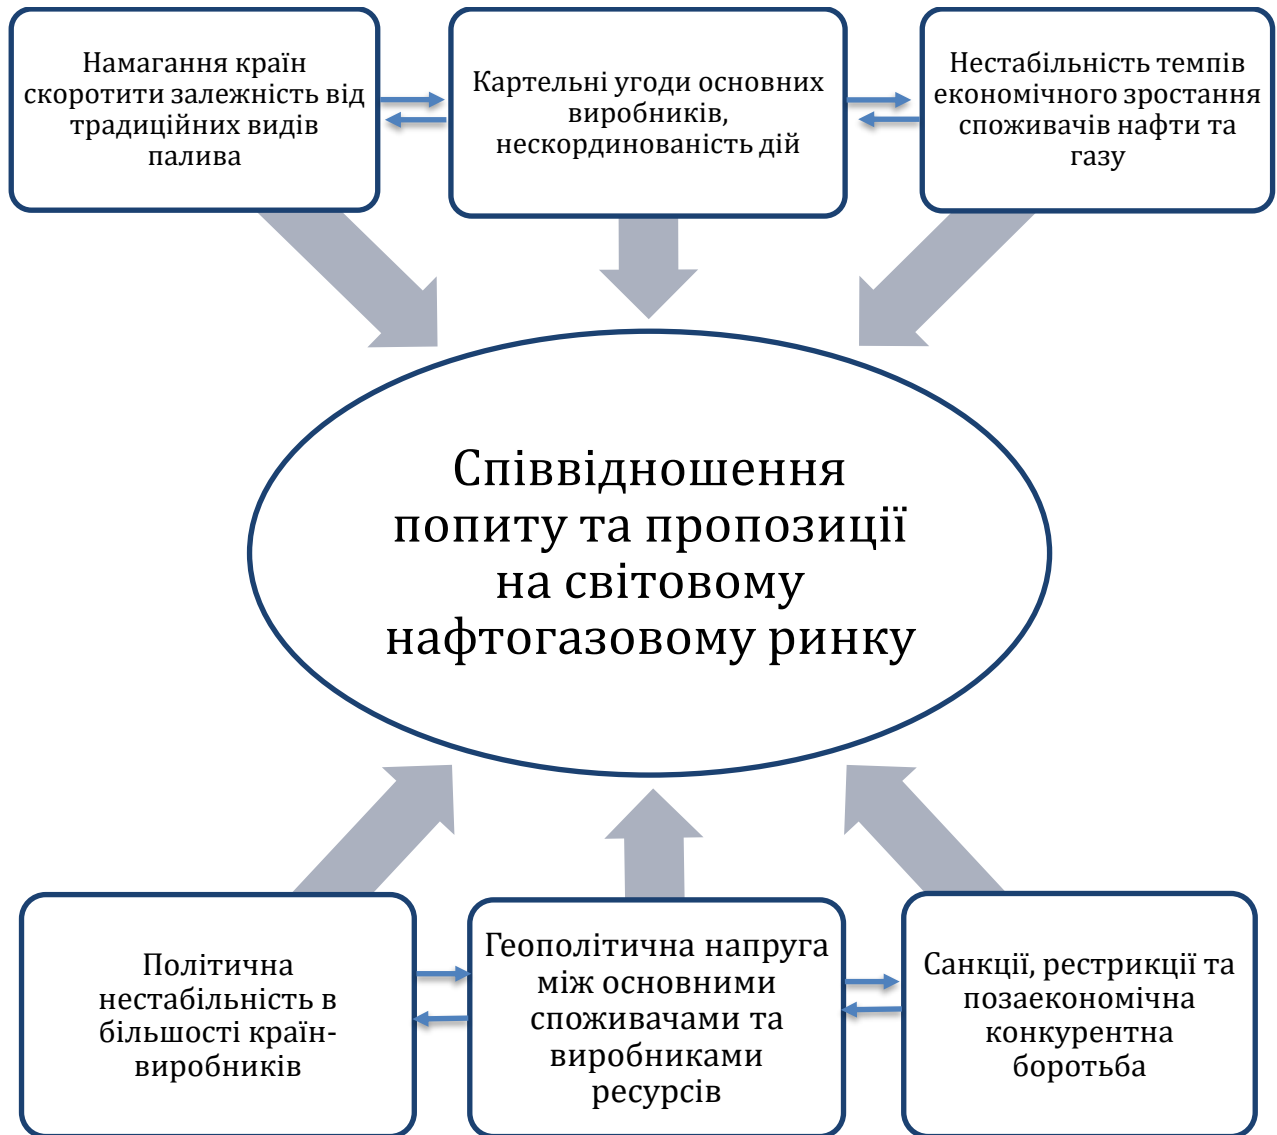 Намагання країн
скоротити залежність від
традиційних видів
палива
Картельні угоди основних
виробників,
нескординованість дій
Нестабільність темпів
економічного зростання
споживачів нафти та
газу
Співвідношення
попиту та пропозиції
на світовому
нафтогазовому ринку
Політична
нестабільність в
більшості країн-
виробників
Геополітична напруга
між основними
споживачами та
виробниками
ресурсів
Санкції, рестрикції та
позаекономічна
конкурентна
боротьба